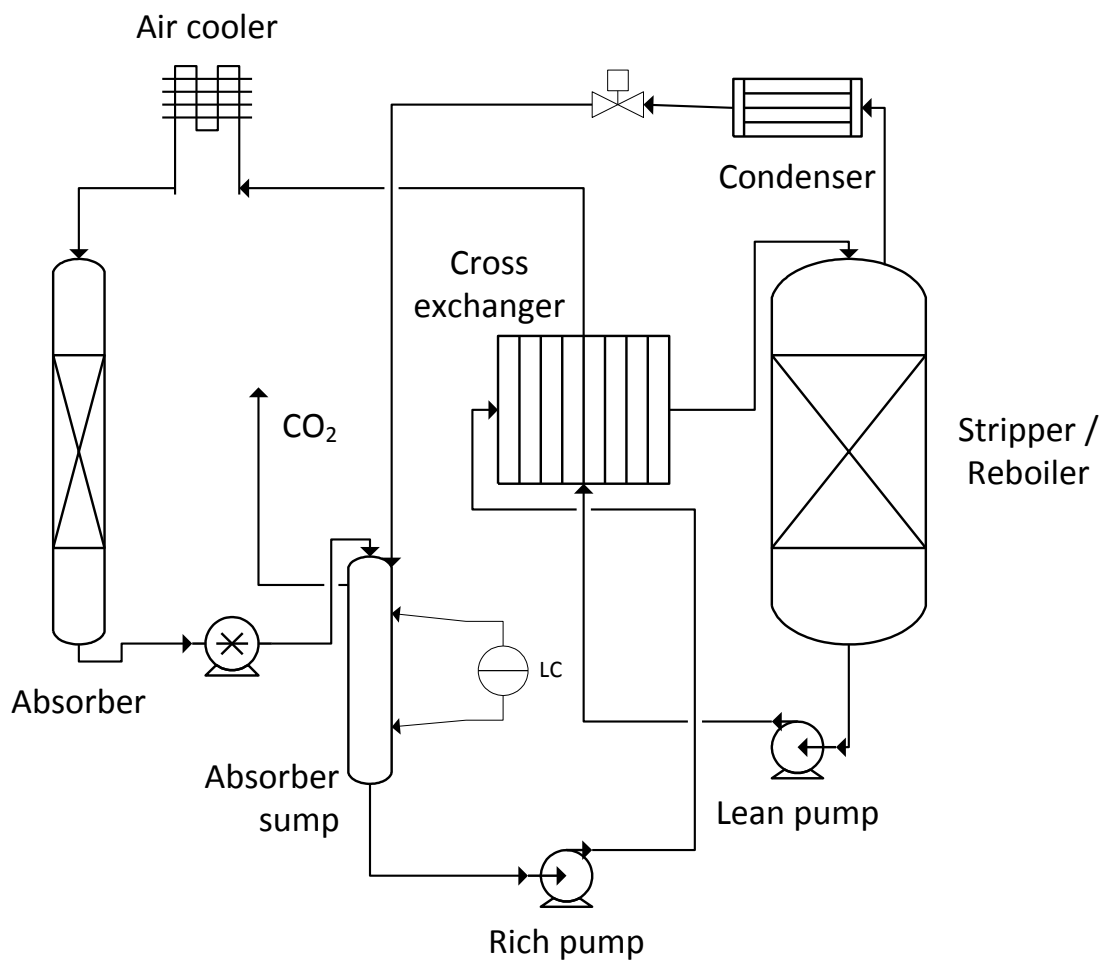 Air cooler
Condenser
Cross
exchanger
CO₂
Stripper /
Reboiler
LC
Absorber
Absorber
sump
Lean pump
Rich pump